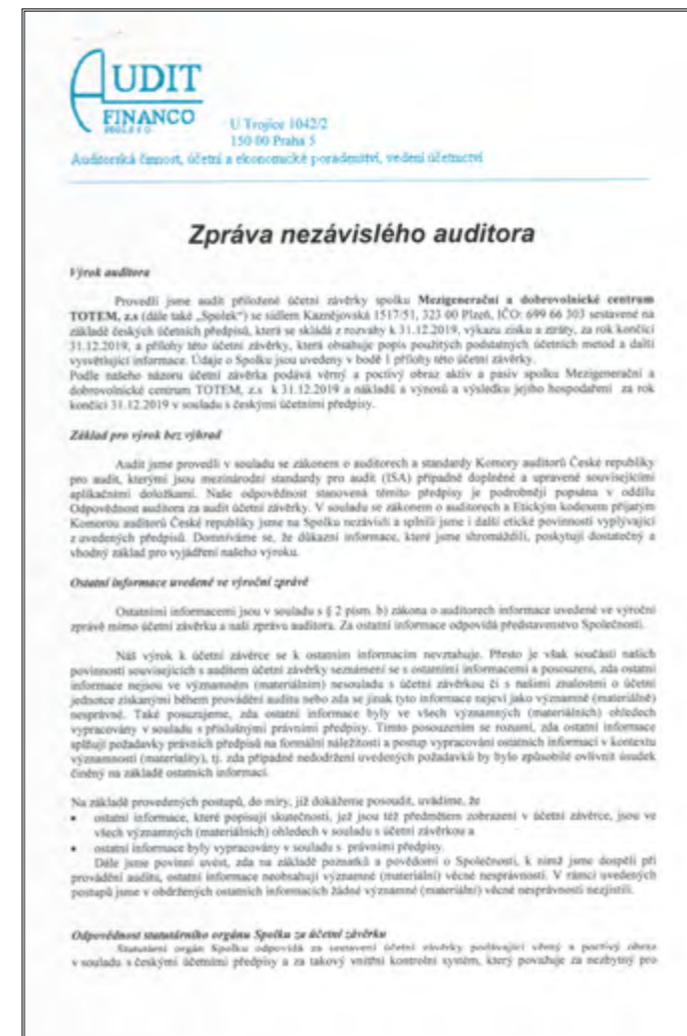 AUDIT
FINANCO
U Trojice 1042/2
150 00 Praha 5
Auditorská činnost, účetní a ekonomické poradenství, vedení účetnictví
Zpráva nezávislého auditora
Výrok auditora
Provedli jsme audit přiložené účetní závěrky spolku Mezigenerační a dobrovolnické centrum
TOTEM, z.s (dále také „Spolek“) se sídlem Kaznějovská 1517/51, 323 00 Plzeň, IČO: 699 66 303 sestavené na
základě českých účetních předpisů, která se skládá z rozvahy k 31.12.2019, výkazu zisku a ztráty, za rok končící
31.12.2019, a přílohy této účetní závěrky, která obsahuje popis použitých podstatných účetních metod a další
vysvětlující informace. Údaje o Spolku jsou uvedeny v bodě 1 přílohy této účetní závěrky.
Podle našeho názoru účetní závěrka podává věrný a poctivý obraz aktiv a pasiv spolku Mezigenerační a
dobrovolnické centrum TOTEM, z.s k 31.12.2019 a nákladů a výnosů a výsledku jejího hospodaření za rok
končící 31.12.2019 v souladu s českými účetními předpisy.
Základ pro výrok bez výhrad
Audit jsme provedli v souladu se zákonem o auditorech a standardy Komory auditorů České republiky
pro audit, kterými jsou mezinárodní standardy pro audit (ISA) případně doplněné a upravené souvisejícími
aplikačními doložkami. Naše odpovědnost stanovená těmito předpisy je podrobněji popsána v oddílu
Odpovědnost auditora za audit účetní závěrky. V souladu se zákonem o auditorech a Etickým kodexem přijatým
Komorou auditorů České republiky jsme na Spolku nezávislí a splnili jsme i další etické povinnosti vyplývající
z uvedených předpisů. Domníváme se, že důkazní informace, které jsme shromáždili, poskytují dostatečný a
vhodný základ pro vyjádření našeho výroku.
Ostatní informace uvedené ve výroční zprávě
Ostatními informacemi jsou v souladu s § 2 písm. b) zákona o auditorech informace uvedené ve výroční
zprávě mimo účetní závěrku a naši zprávu auditora. Za ostatní informace odpovídá představenstvo Společnosti.
Náš výrok k účetní závěrce se k ostatním informacím nevztahuje. Přesto je však součástí našich
povinností souvisejících s auditem účetní závěrky seznámení se s ostatními informacemi a posouzení, zda ostatní
informace nejsou ve významném (materiálním) nesouladu s účetní závěrkou či s našimi znalostmi o účetní
jednotce získanými během provádění auditu nebo zda se jinak tyto informace nejeví jako významně (materiálně)
nesprávné. Také posuzujeme, zda ostatní informace byly ve všech významných (materiálních) ohledech
vypracovány v souladu s příslušnými právními předpisy. Tímto posouzením se rozumí, zda ostatní informace
splňují požadavky právních předpisů na formální náležitosti a postup vypracování ostatních informací v kontextu
významnosti (materiality), tj. zda případné nedodržení uvedených požadavků by bylo způsobilé ovlivnit úsudek
činěný na základě ostatních informací.
Na základě provedených postupů, do míry, již dokážeme posoudit, uvádíme, že
• ostatní informace, které popisují skutečnosti, jež jsou též předmětem zobrazení v účetní závěrce, jsou ve
všech významných (materiálních) ohledech v souladu s účetní závěrkou a
• ostatní informace byly vypracovány v souladu s právními předpisy.
Dále jsme povinni uvést, zda na základě poznatků a povědomí o Společnosti, k nimž jsme dospěli při
provádění auditu, ostatní informace neobsahují významné (materiální) věcné nesprávnosti. V rámci uvedených
postupů jsme v obdržených ostatních informacích žádné významné (materiální) věcné nesprávnosti nezjistili.
Odpovědnost statutárního orgánu Spolku za účetní závěrku
Statutární orgán Spolku odpovídá za sestavení účetní závěrky podávající věrný a poctivý obraz
v souladu s českými účetními předpisy a za takový vnitřní kontrolní systém, který považuje za nezbytný pro